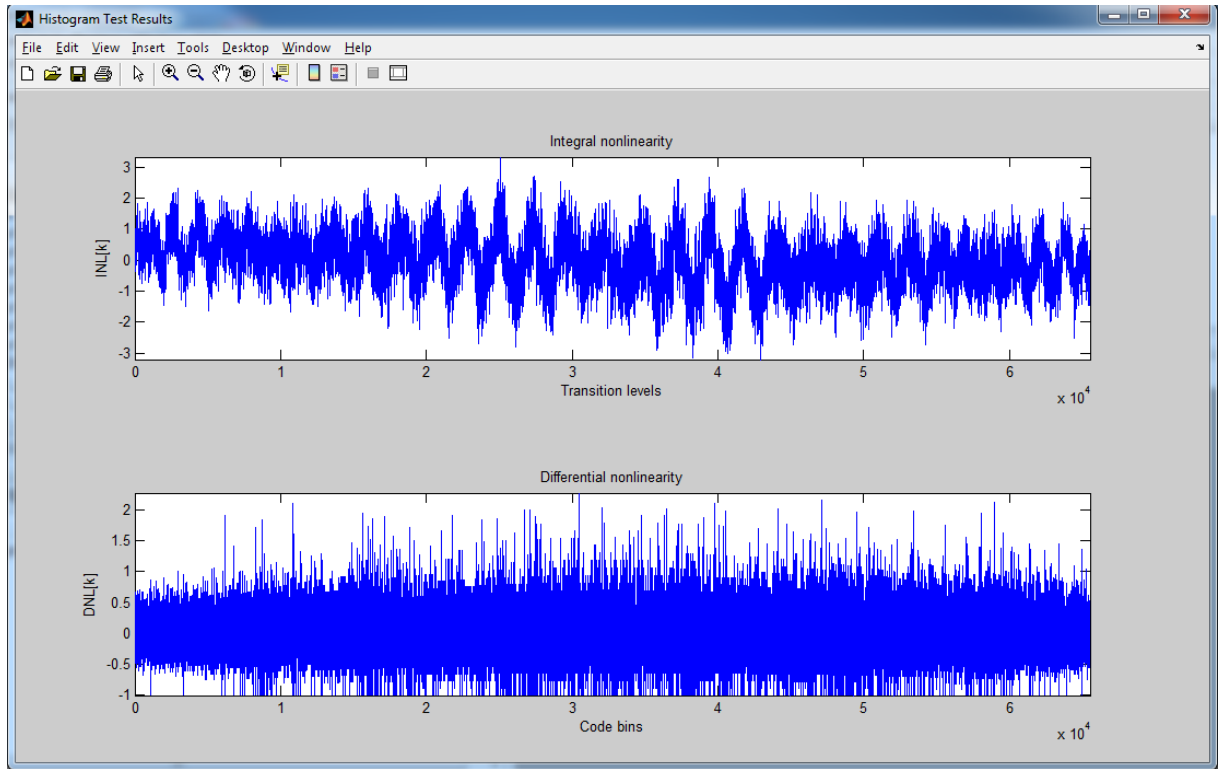 Histogram Test Results
File Edit View Insert Tools Desktop Window Help
Integral nonlinearity
INL[k]
3
2
1
0
-1
-2
-3
0 1 2 3 4 5 6
Transition levels
x 10^4
Differential nonlinearity
DNL[k]
2
1.5
1
0.5
0
-0.5
-1
0 1 2 3 4 5 6
Code bins
x 10^4